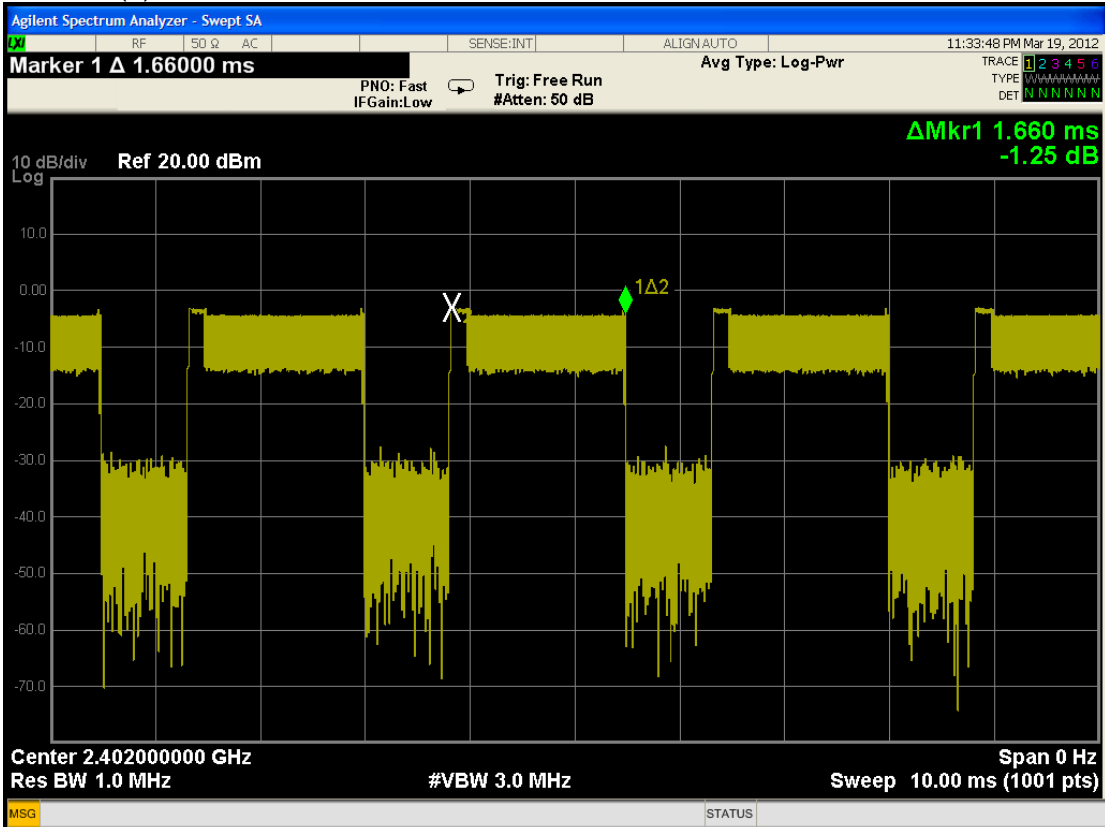 Agilent Spectrum Analyzer - Swept SA
LXI RF 50 Ω AC SENSE:INT ALIGN AUTO 11:33:48 PM Mar 19, 2012
Marker 1 Δ 1.66000 ms Avg Type: Log-Pwr TRACE 1 2 3 4 5 6
PNO: Fast Trig: Free Run TYPE
IFGain:Low #Atten: 50 dB DET N N N N N N
ΔMkr1 1.660 ms
-1.25 dB
10 dB/div Ref 20.00 dBm
Log
10.0
0.00
1Δ2
X2
-10.0
-20.0
-30.0
-40.0
-50.0
-60.0
-70.0
Center 2.402000000 GHz Span 0 Hz
Res BW 1.0 MHz #VBW 3.0 MHz Sweep 10.00 ms (1001 pts)
MSG STATUS